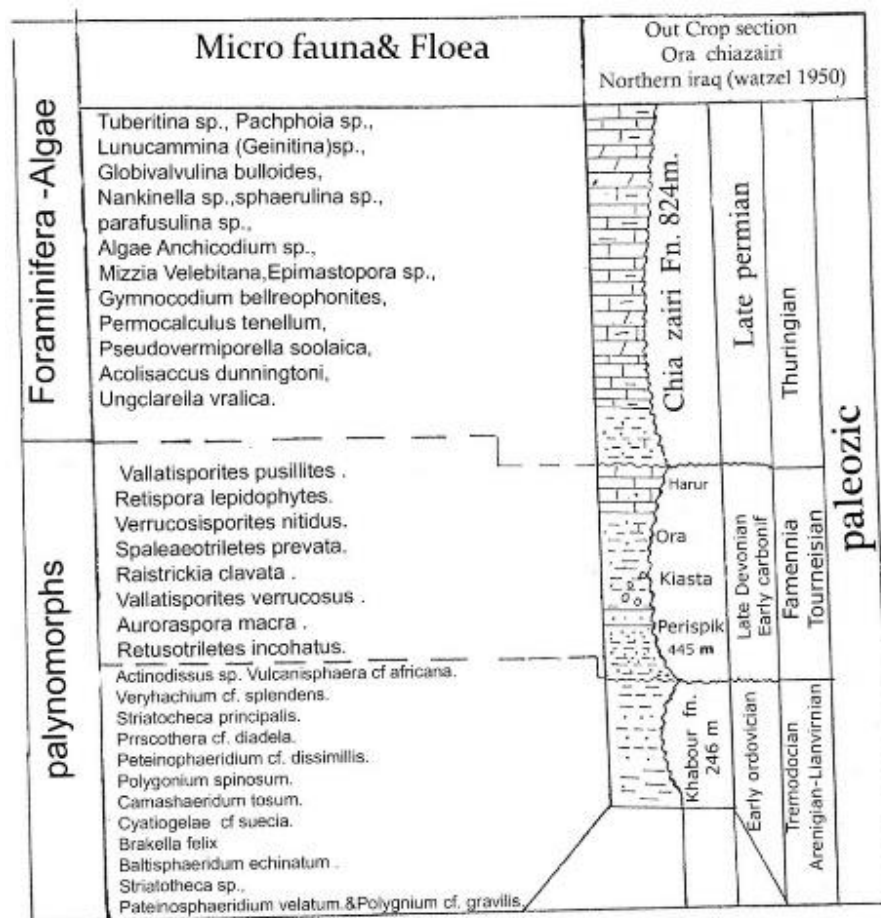 Micro fauna& Floea
Out Crop section
Ora chiazairi
Northern iraq (watzel 1950)
Foraminifera -Algae
Tuberitina sp., Pachphoia sp.,
Lunucammina (Geinitina)sp.,
Globivalvulina bulloides,
Nankinella sp.,sphaerulina sp.,
parafusulina sp.,
Algae Anchicodium sp.,
Mizzia Velebitana,Epimastopora sp.,
Gymnocodium bellreophonites,
Permocalculus tenellum,
Pseudovermiporella soolaica,
Acolisaccus dunningtoni,
Ungclarella vralica.
Chia zairi Fn. 824m.
Late permian
Thuringian
paleozic
palynomorphs
Vallatisporites pusillites .
Retispora lepidophytes.
Verrucosisporites nitidus.
Spaleaeotriletes prevata.
Raistrickia clavata .
Vallatisporites verrucosus .
Auroraspora macra .
Retusotriletes incohatus.
Harur
Ora
Kiasta
Perispik
445 m
Late Devonian
Early carbonif
Famennia
Tourneisian
Actinodissus sp. Vulcanisphaera cf africana.
Veryhachium cf. splendens.
Striatocheca principalis.
Prrscothera cf. diadela.
Peteinophaeridium cf. dissimillis.
Polygonium spinosum.
Camashaeridum tosum.
Cyatiogelae cf suecia.
Brakella felix
Baltisphaeridum echinatum .
Striatotheca sp.,
Pateinosphaeridium velatum.&Polygnium cf. gravilis.
Khabour fn.
246 m
Early ordovician
Tremodocian
Arenigian-Llanvirnian